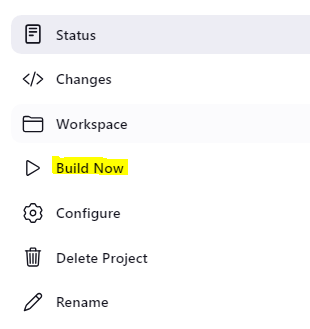 Status
Changes
Workspace
Build Now
Configure
Delete Project
Rename